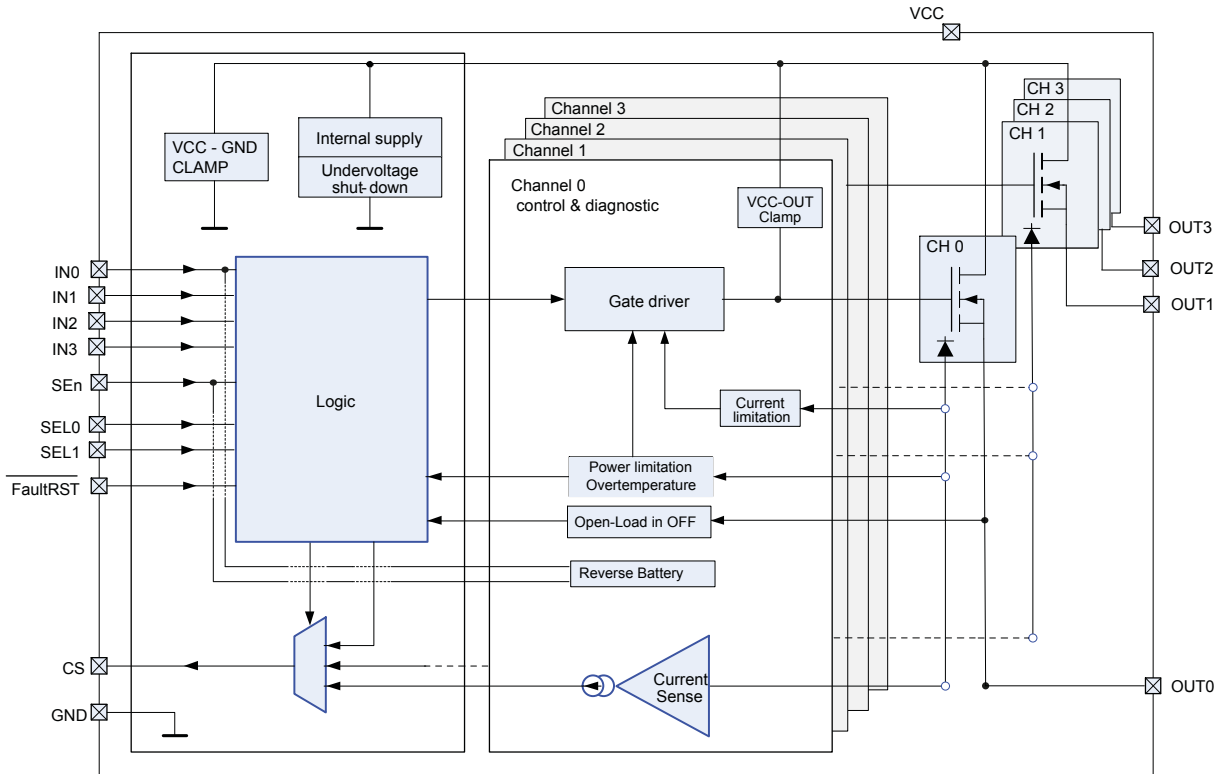 VCC
CH 3
CH 2
CH 1
Channel 3
Channel 2
Channel 1
Channel 0
control & diagnostic
VCC - GND
CLAMP
Internal supply
Undervoltage
shut-down
VCC-OUT
Clamp
CH 0
OUT3
OUT2
OUT1
IN0
IN1
IN2
IN3
SEn
SEL0
SEL1
FaultRST
Logic
Gate driver
Current
limitation
Power limitation
Overtemperature
Open-Load in OFF
Reverse Battery
Current
Sense
CS
GND
OUT0